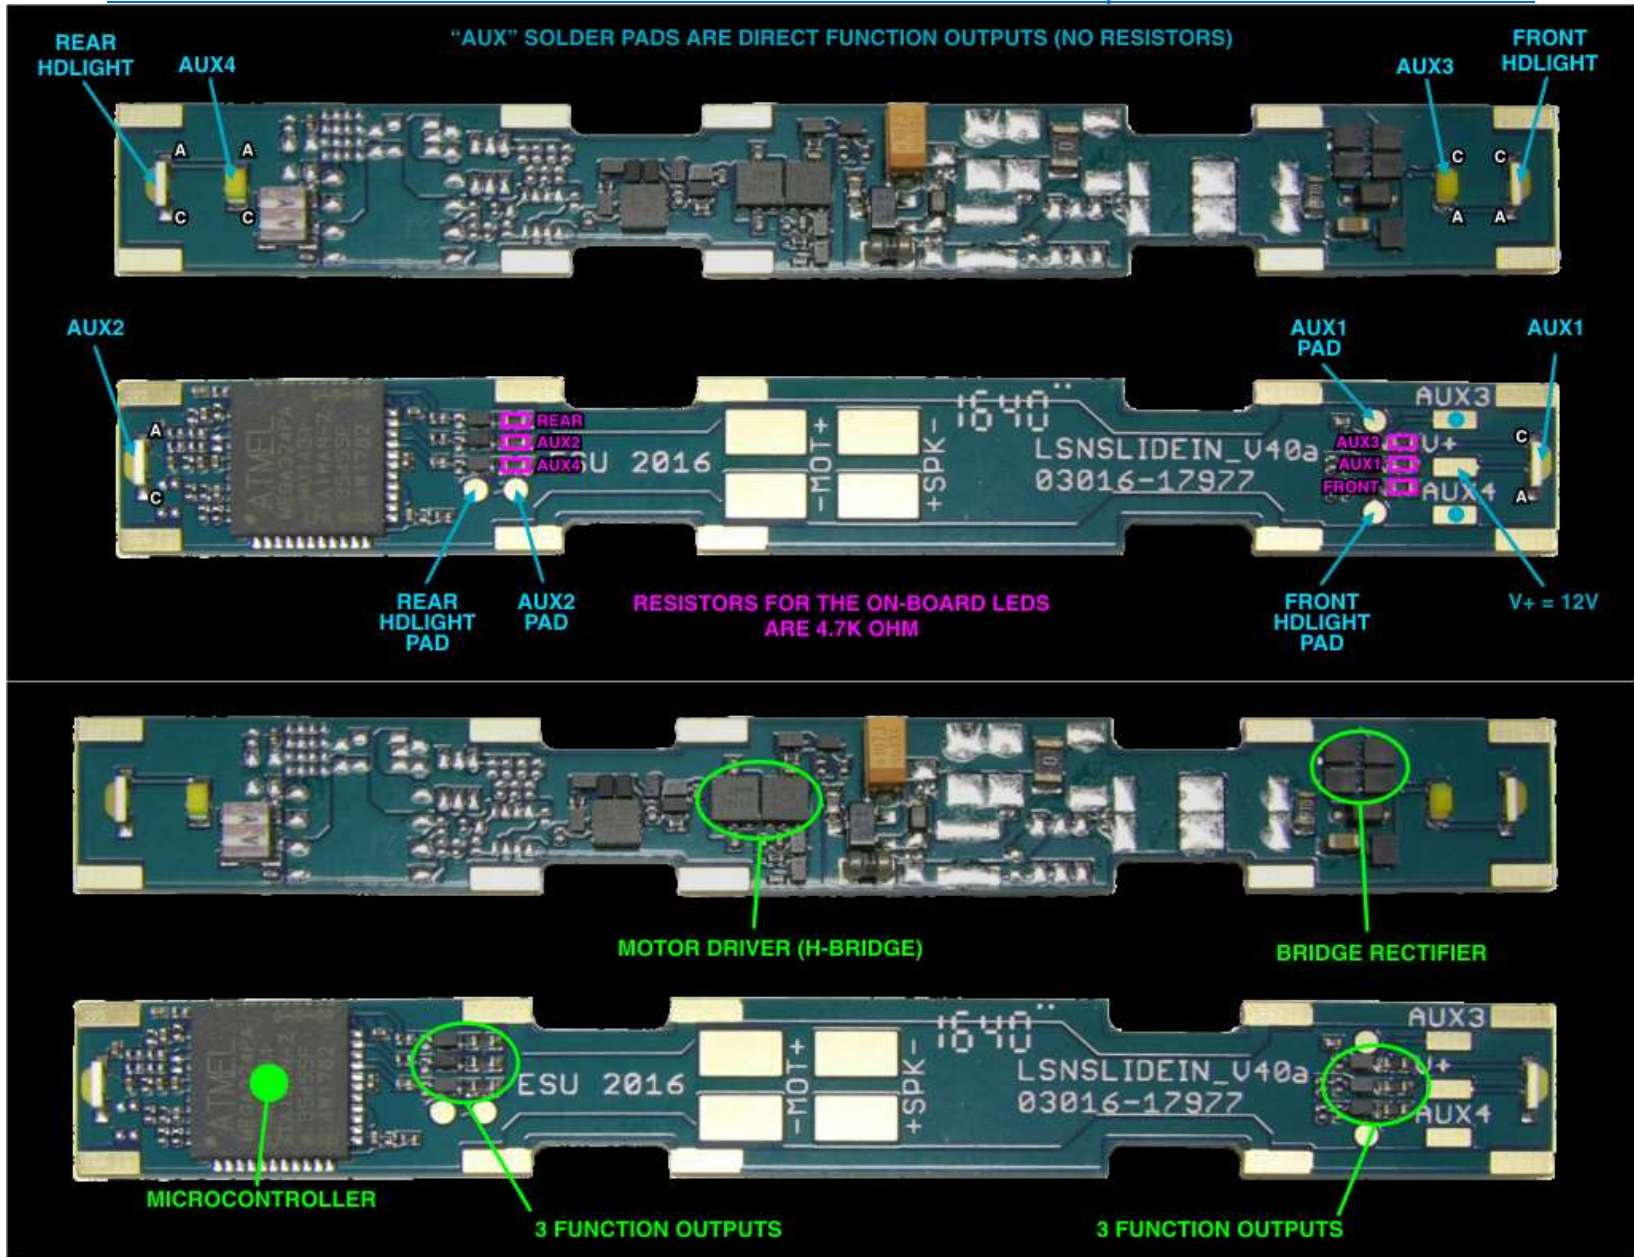 “AUX” SOLDER PADS ARE DIRECT FUNCTION OUTPUTS (NO RESISTORS)
REAR
HDLIGHT
AUX4
AUX3
FRONT
HDLIGHT
A
A
C
C
C
C
A
A
AUX2
AUX1
PAD
AUX1
A
C
ATMEL
REAR
AUX2
AUX4
ESU 2016
-MOT+
+SPK-
1640
LSNSLIDEIN_V40a
03016-17977
AUX3
AUX3
V+
AUX1
FRONT
AUX4
C
A
REAR
HDLIGHT
PAD
AUX2
PAD
RESISTORS FOR THE ON-BOARD LEDS
ARE 4.7K OHM
FRONT
HDLIGHT
PAD
V+ = 12V
0
MOTOR DRIVER (H-BRIDGE)
BRIDGE RECTIFIER
ATMEL
ESU 2016
-MOT+
+SPK-
1640
LSNSLIDEIN_V40a
03016-17977
AUX3
V+
AUX4
MICROCONTROLLER
3 FUNCTION OUTPUTS
3 FUNCTION OUTPUTS